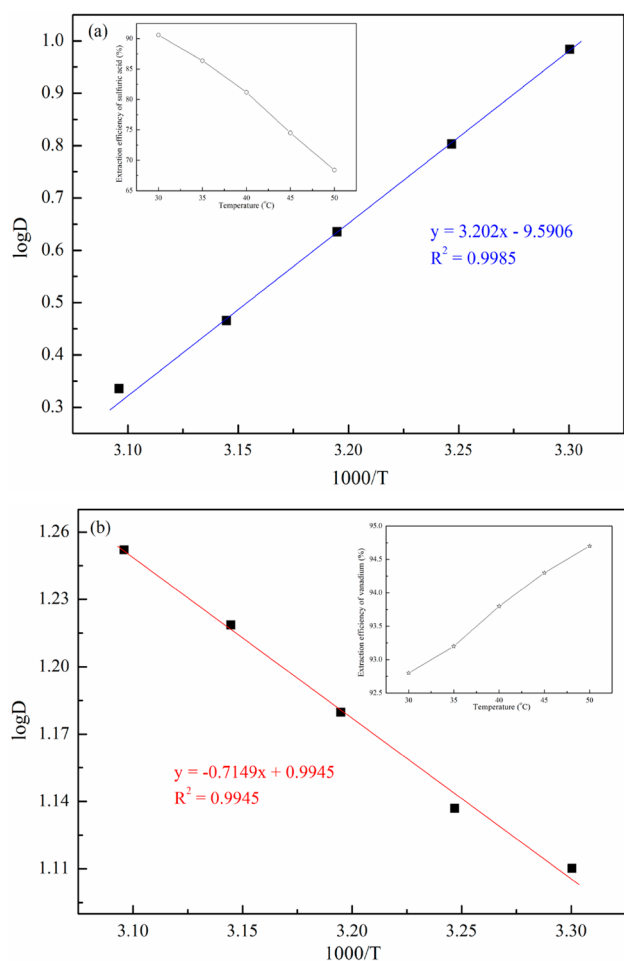 (a)
Extraction efficiency of sulfuric acid (%)
90
85
80
75
70
65
30 35 40 45 50
Temperature (°C)
1.0
0.9
0.8
0.7
0.6
0.5
0.4
0.3
logD
y = 3.202x - 9.5906
R² = 0.9985
3.10 3.15 3.20 3.25 3.30
1000/T
(b)
Extraction efficiency of vanadium (%)
95.0
94.5
94.0
93.5
93.0
92.5
30 35 40 45 50
Temperature (°C)
1.26
1.23
1.20
1.17
1.14
1.11
logD
y = -0.7149x + 0.9945
R² = 0.9945
3.10 3.15 3.20 3.25 3.30
1000/T